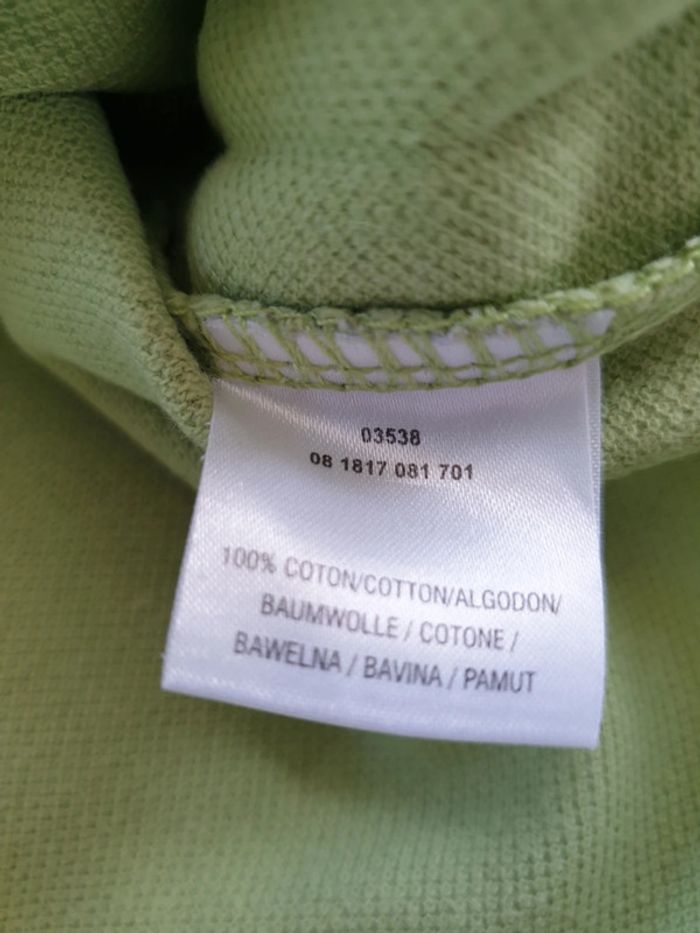 03538
08 1817 081 701
100% COTON/COTTON/ALGODON/
BAUMWOLLE / COTONE /
BAWELNA / BAVINA / PAMUT